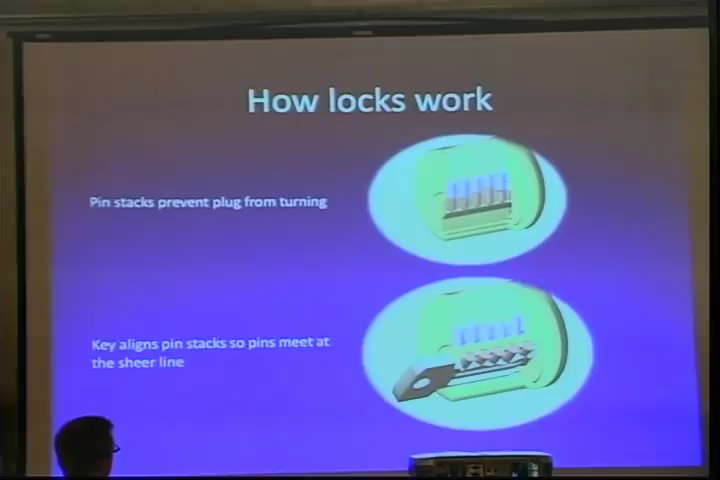 How locks work
Pin stacks prevent plug from turning
Key aligns pin stacks so pins meet at
the sheer line